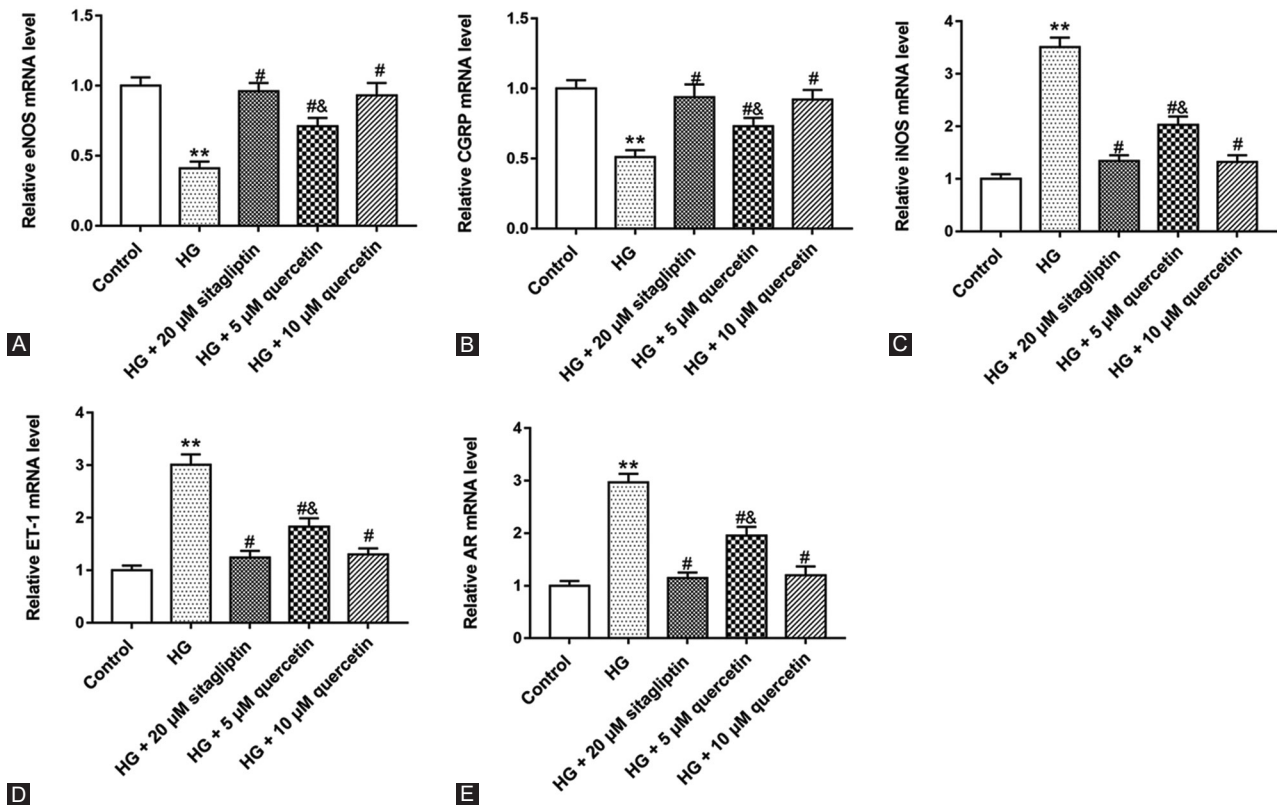 Relative eNOS mRNA level
1.5
1.0
0.5
0.0
**
#
#&
#
Control
HG
HG + 20 µM sitagliptin
HG + 5 µM quercetin
HG + 10 µM quercetin
A
Relative CGRP mRNA level
1.5
1.0
0.5
0.0
**
#
#&
#
Control
HG
HG + 20 µM sitagliptin
HG + 5 µM quercetin
HG + 10 µM quercetin
B
Relative iNOS mRNA level
4
3
2
1
0
**
#
#&
#
Control
HG
HG + 20 µM sitagliptin
HG + 5 µM quercetin
HG + 10 µM quercetin
C
Relative ET-1 mRNA level
4
3
2
1
0
**
#
#&
#
Control
HG
HG + 20 µM sitagliptin
HG + 5 µM quercetin
HG + 10 µM quercetin
D
Relative AR mRNA level
4
3
2
1
0
**
#
#&
#
Control
HG
HG + 20 µM sitagliptin
HG + 5 µM quercetin
HG + 10 µM quercetin
E